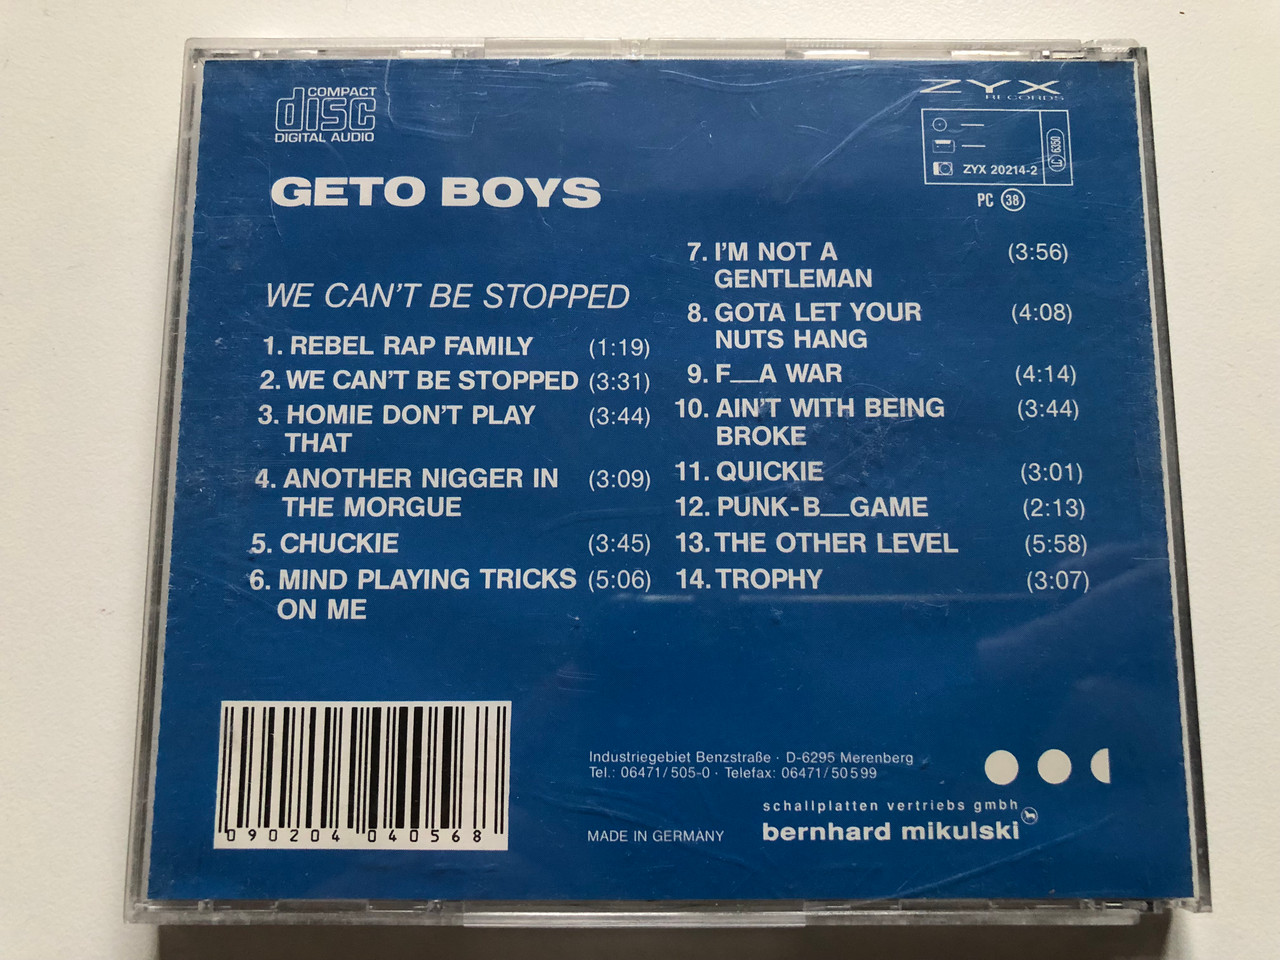 COMPACT
disc
DIGITAL AUDIO
ZYX
RECORDS
ZYX 20214-2
LC 6350
PC 38
GETO BOYS
WE CAN'T BE STOPPED
1. REBEL RAP FAMILY (1:19)
2. WE CAN'T BE STOPPED (3:31)
3. HOMIE DON'T PLAY (3:44)
THAT
4. ANOTHER NIGGER IN (3:09)
THE MORGUE
5. CHUCKIE (3:45)
6. MIND PLAYING TRICKS (5:06)
ON ME
7. I'M NOT A (3:56)
GENTLEMAN
8. GOTA LET YOUR (4:08)
NUTS HANG
9. F__A WAR (4:14)
10. AIN'T WITH BEING (3:44)
BROKE
11. QUICKIE (3:01)
12. PUNK-B__GAME (2:13)
13. THE OTHER LEVEL (5:58)
14. TROPHY (3:07)
090204 040568
Industriegebiet Benzstraße · D-6295 Merenberg
Tel.: 06471/505-0 · Telefax: 06471/50599
schallplatten vertriebs gmbh
MADE IN GERMANY
bernhard mikulski